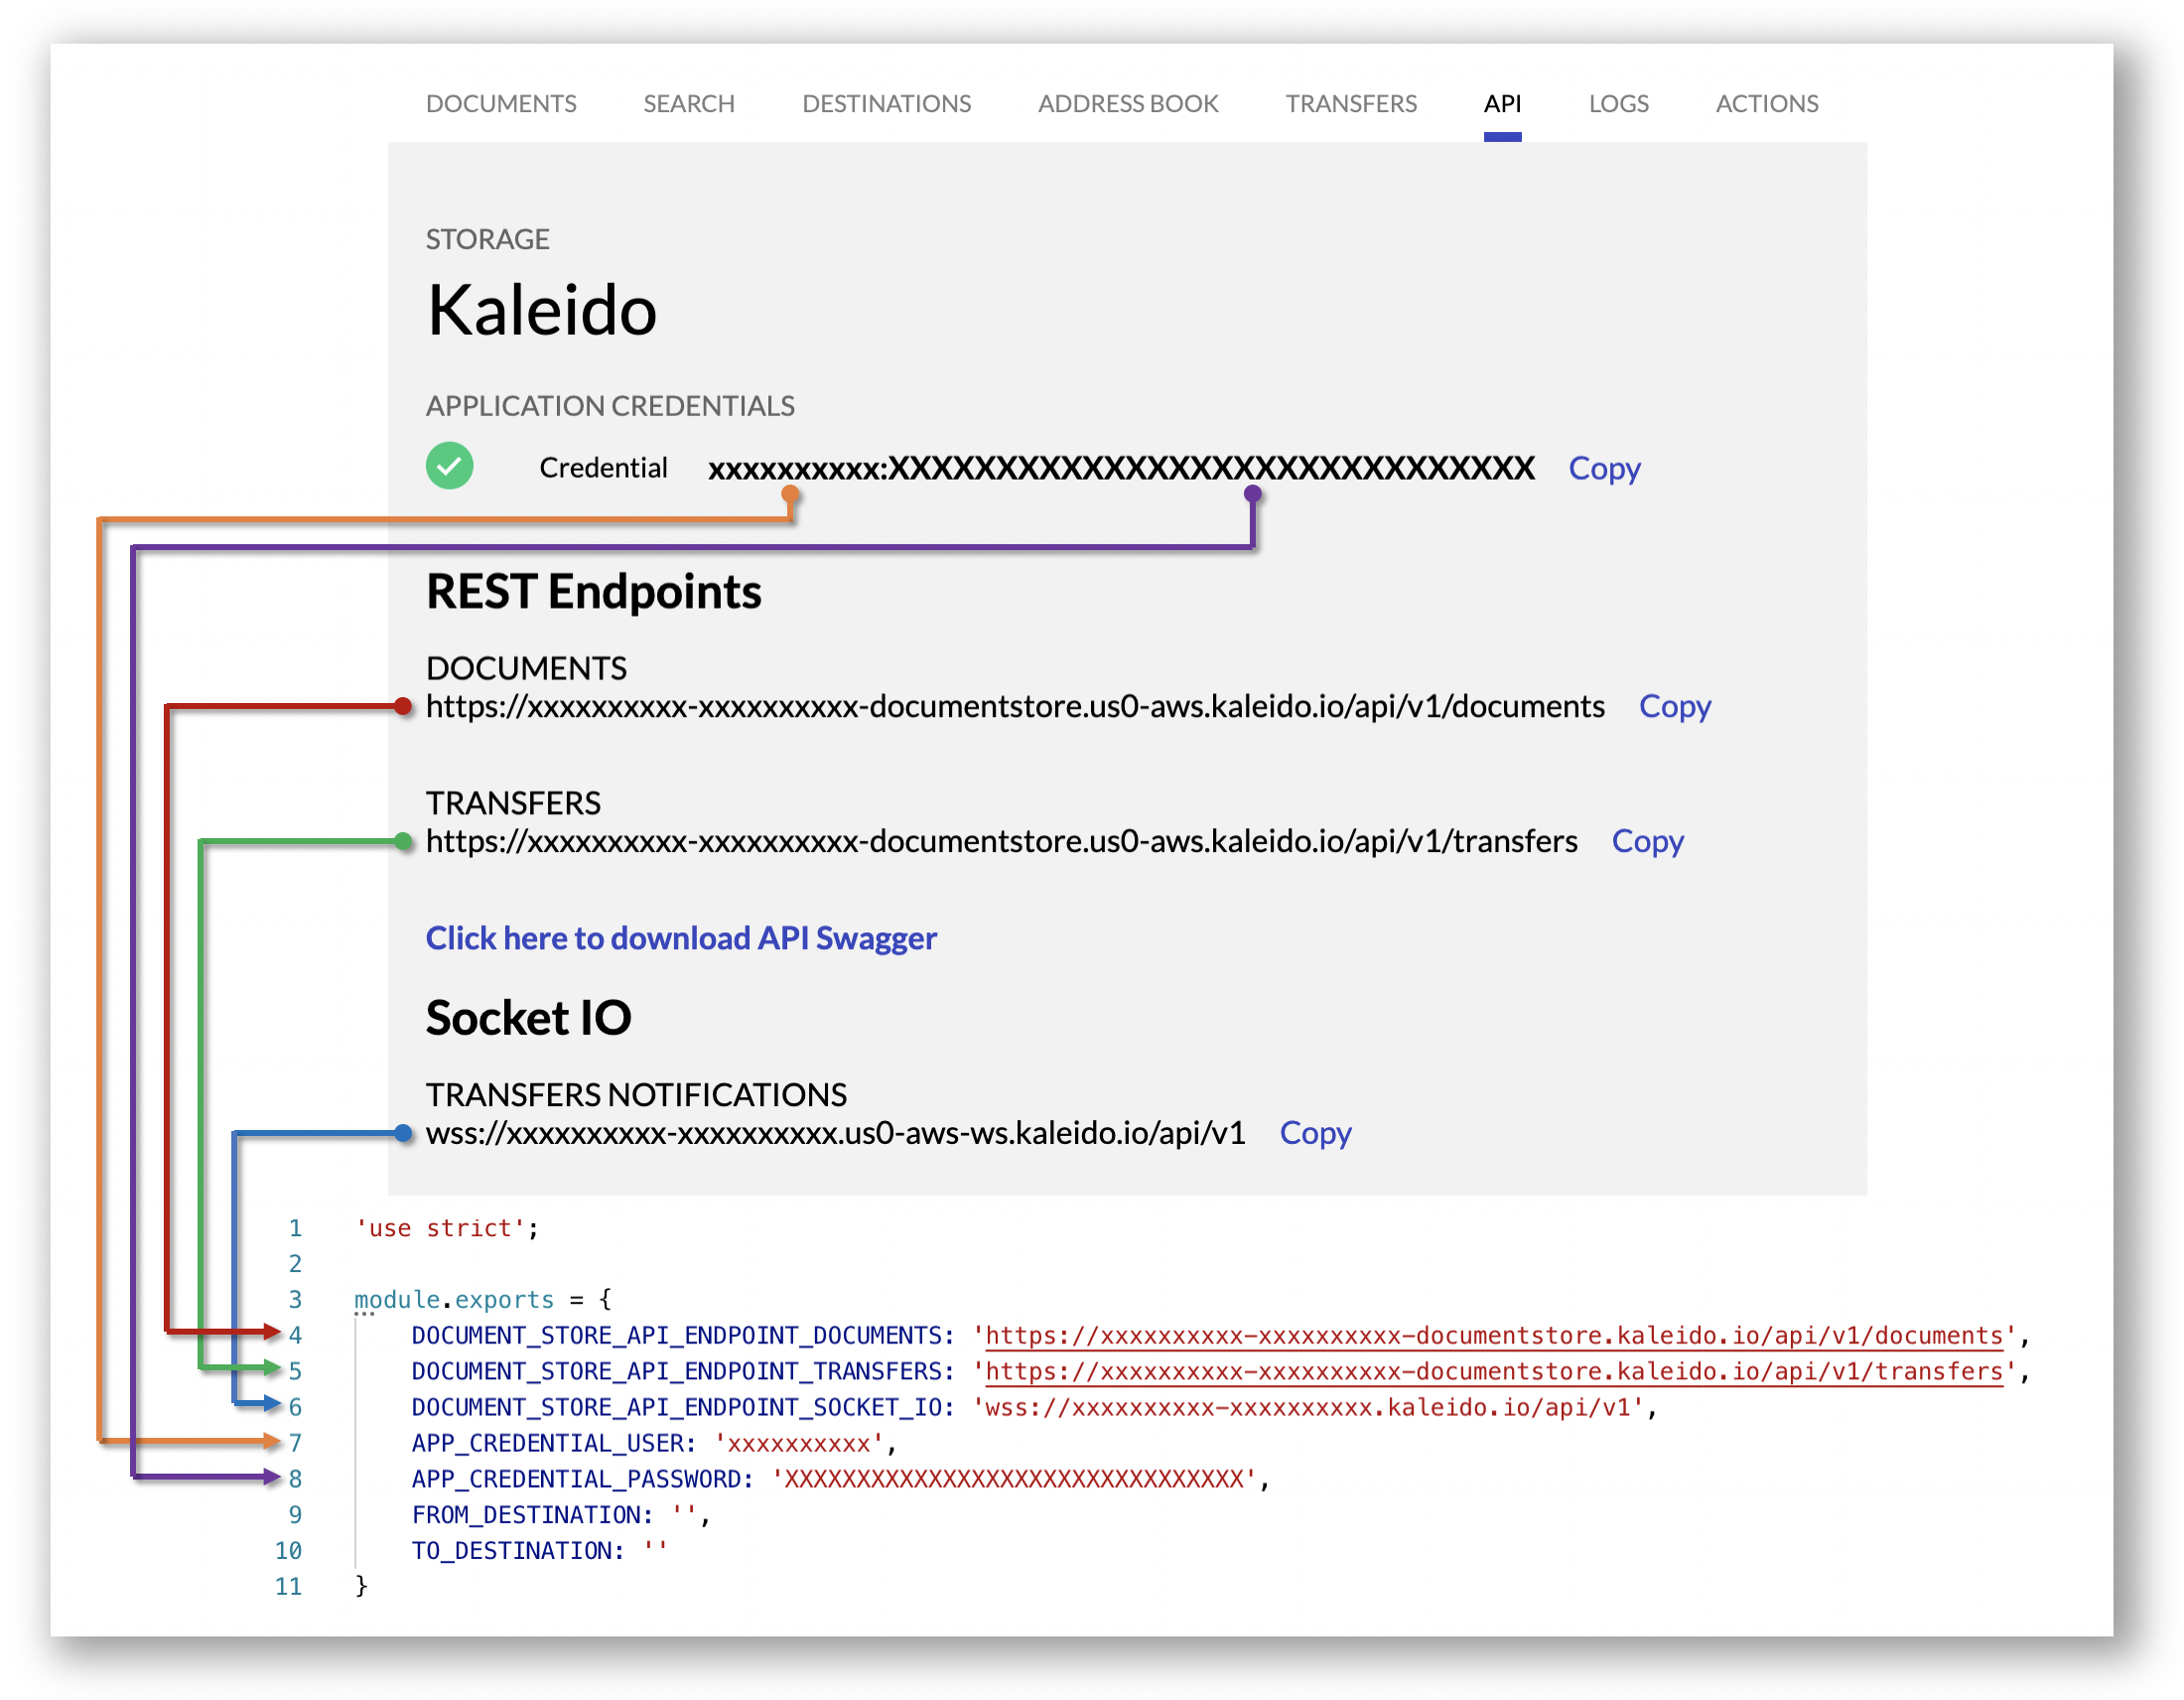 DOCUMENTS SEARCH DESTINATIONS ADDRESS BOOK TRANSFERS API LOGS ACTIONS
STORAGE
Kaleido
APPLICATION CREDENTIALS
Credential xxxxxxxxxx:XXXXXXXXXXXXXXXXXXXXXXXXXXXXXX Copy
REST Endpoints
DOCUMENTS
https://xxxxxxxxxx-xxxxxxxxxx-documentstore.us0-aws.kaleido.io/api/v1/documents Copy
TRANSFERS
https://xxxxxxxxxx-xxxxxxxxxx-documentstore.us0-aws.kaleido.io/api/v1/transfers Copy
Click here to download API Swagger
Socket IO
TRANSFERS NOTIFICATIONS
wss://xxxxxxxxxx-xxxxxxxxxx.us0-aws-ws.kaleido.io/api/v1 Copy
1 'use strict';
2
3 module.exports = {
4 DOCUMENT_STORE_API_ENDPOINT_DOCUMENTS: 'https://xxxxxxxxxx-xxxxxxxxxx-documentstore.kaleido.io/api/v1/documents',
5 DOCUMENT_STORE_API_ENDPOINT_TRANSFERS: 'https://xxxxxxxxxx-xxxxxxxxxx-documentstore.kaleido.io/api/v1/transfers',
6 DOCUMENT_STORE_API_ENDPOINT_SOCKET_IO: 'wss://xxxxxxxxxx-xxxxxxxxxx.kaleido.io/api/v1',
7 APP_CREDENTIAL_USER: 'xxxxxxxxxx',
8 APP_CREDENTIAL_PASSWORD: 'XXXXXXXXXXXXXXXXXXXXXXXXXXXXXXXX',
9 FROM_DESTINATION: '',
10 TO_DESTINATION: ''
11 }